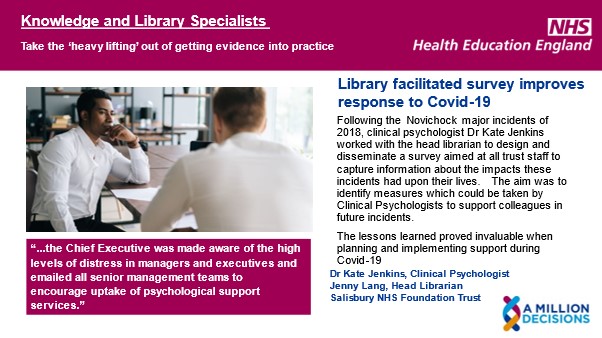 Knowledge and Library Specialists
Take the ‘heavy lifting’ out of getting evidence into practice
NHS
Health Education England
Library facilitated survey improves
response to Covid-19
Following the Novichock major incidents of
2018, clinical psychologist Dr Kate Jenkins
worked with the head librarian to design and
disseminate a survey aimed at all trust staff to
capture information about the impacts these
incidents had upon their lives. The aim was to
identify measures which could be taken by
Clinical Psychologists to support colleagues in
future incidents.
The lessons learned proved invaluable when
planning and implementing support during
Covid-19
“...the Chief Executive was made aware of the high
levels of distress in managers and executives and
emailed all senior management teams to
encourage uptake of psychological support
services.”
Dr Kate Jenkins, Clinical Psychologist
Jenny Lang, Head Librarian
Salisbury NHS Foundation Trust
A MILLION
DECISIONS